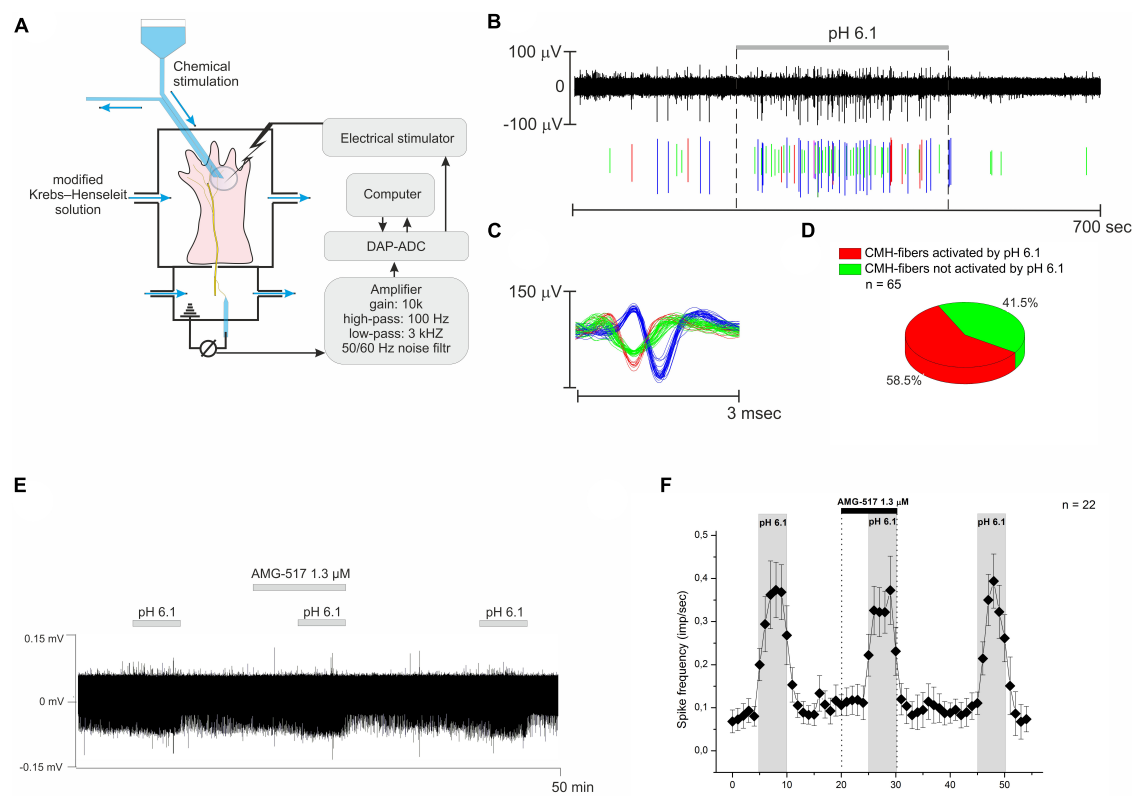 A
Chemical
stimulation
Electrical stimulator
modified
Krebs–Henseleit
solution
Computer
DAP-ADC
Amplifier
gain: 10k
high-pass: 100 Hz
low-pass: 3 kHZ
50/60 Hz noise filtr
B
pH 6.1
100 µV
0
-100 µV
700 sec
C
150 µV
3 msec
D
CMH-fibers activated by pH 6.1
CMH-fibers not activated by pH 6.1
n = 65
41.5%
58.5%
E
AMG-517 1.3 µM
pH 6.1
pH 6.1
pH 6.1
0.15 mV
0 mV
-0.15 mV
50 min
F
n = 22
AMG-517 1.3 µM
pH 6.1
pH 6.1
pH 6.1
Spike frequency (imp/sec)
0,5
0,4
0,3
0,2
0,1
0,0
0 10 20 30 40 50